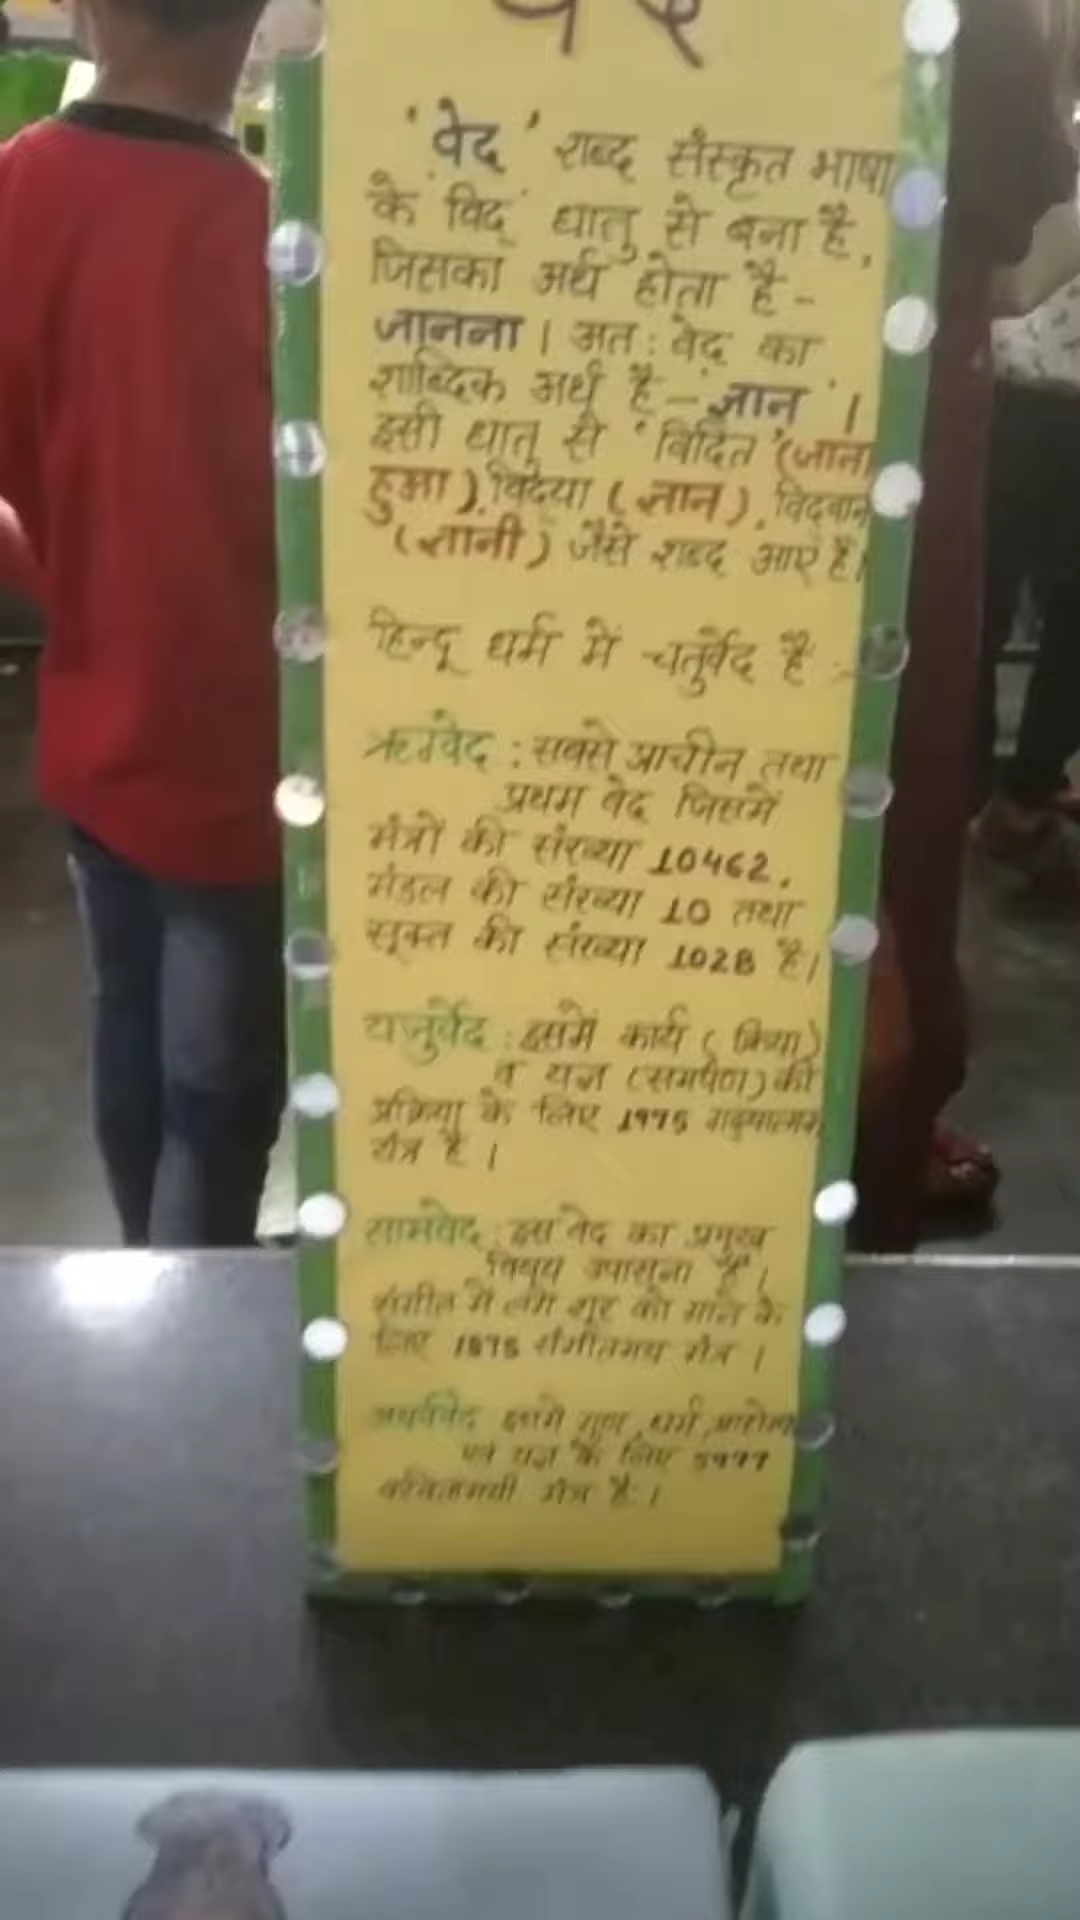 'वेद' शब्द संस्कृत भाषा
के 'विद्' धातु से बना है,
जिसका अर्थ होता है -
जानना । अतः वेद का
शाब्दिक अर्थ है - 'ज्ञान' ।
इसी धातु से 'विदित' (जाना
हुआ), विद्या (ज्ञान), विद्वान
(ज्ञानी) जैसे शब्द आए हैं।
हिन्दू धर्म में चतुर्वेद हैं :-
ऋग्वेद : सबसे प्राचीन तथा
प्रथम वेद जिसमें
मंत्रों की संख्या 10462,
मंडल की संख्या 10 तथा
सूक्त की संख्या 1028 है।
यजुर्वेद : इसमें कार्य (क्रिया)
व यज्ञ (समर्पण) की
प्रक्रिया के लिए 1975 गद्यात्मक
मंत्र है ।
सामवेद : इस वेद का प्रमुख
विषय उपासना है ।
संगीत में लगे शूर को गाने के
लिए 1875 संगीतमय मंत्र ।
अथर्ववेद इसमें गुण, धर्म, आरोग्य
एवं यज्ञ के लिए 5977
कवितामयी मंत्र है ।